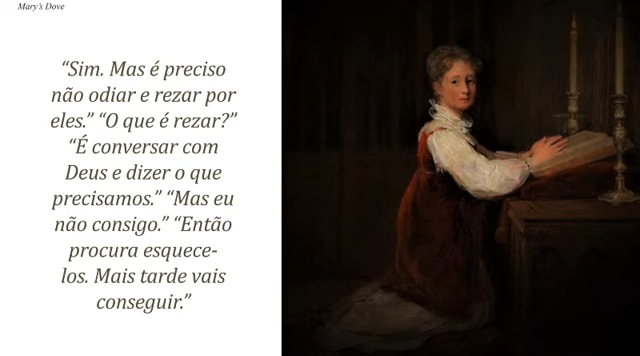 Mary's Dove
“Sim. Mas é preciso
não odiar e rezar por
eles.” “O que é rezar?”
“É conversar com
Deus e dizer o que
precisamos.” “Mas eu
não consigo.” “Então
procura esquece-
los. Mais tarde vais
conseguir.”